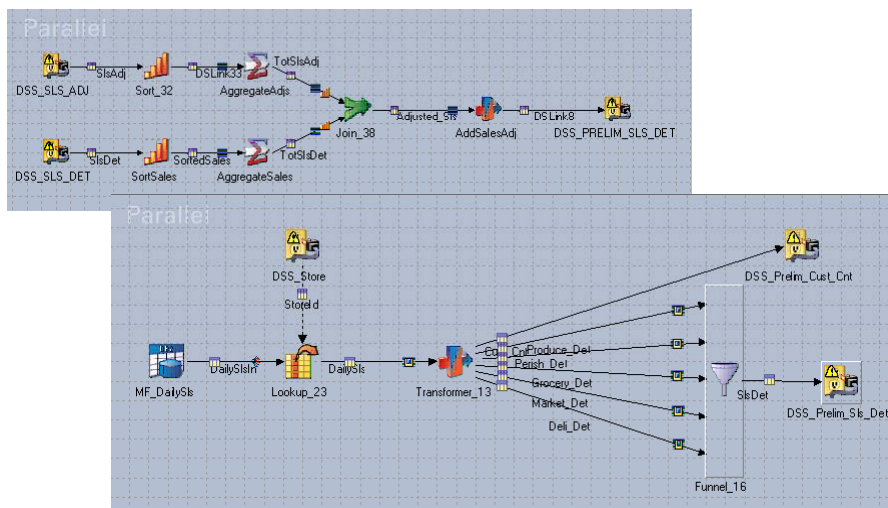 Parallel
TotSlsAdj
SlsAdj
DSLink33
DSS_SLS_ADJ
Sort_32
AggregateAdjs
Adjusted_Sls
DSLink8
Join_38
AddSalesAdj
DSS_PRELIM_SLS_DET
SlsDet
SortedSales
TotSlsDet
DSS_SLS_DET
SortSales
AggregateSales
Parallel
DSS_Store
DSS_Prelim_Cust_Cnt
StoreId
Produce_Det
DailySlsIn
DailySls
Perish_Det
MF_DailySls
Lookup_23
Transformer_13
Grocery_Det
SlsDet
Market_Det
DSS_Prelim_Sls_Det
Deli_Det
Funnel_16